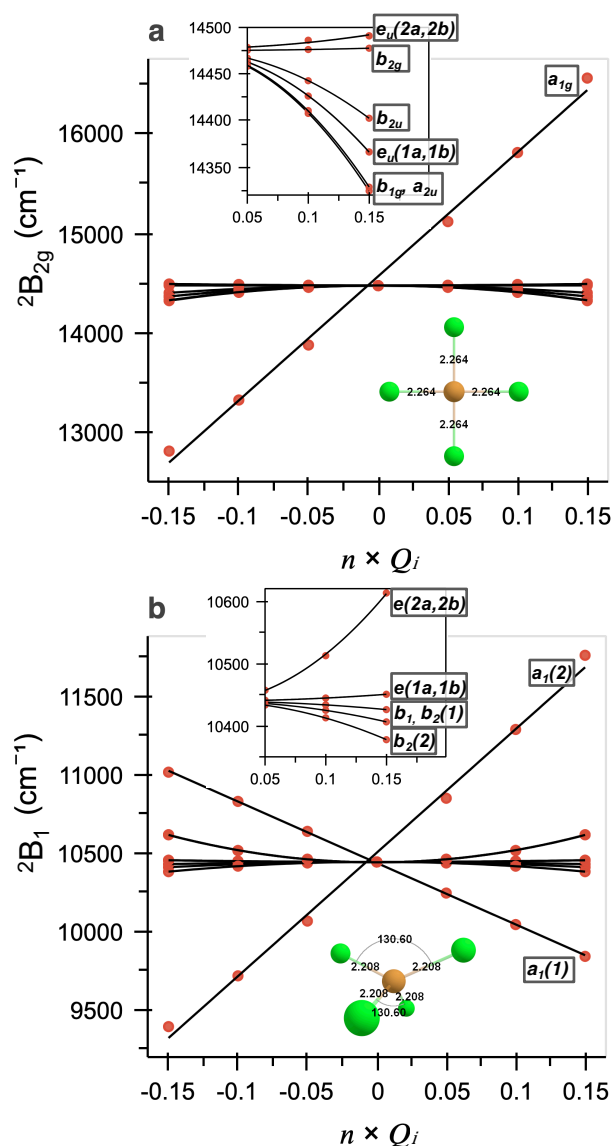 a
14500
14450
14400
14350
0.05
0.1
0.15
e_u(2a,2b)
b_2g
b_2u
e_u(1a,1b)
b_1g, a_2u
a_1g
²B_2g (cm⁻¹)
16000
15000
14000
13000
2.264
2.264 2.264
2.264
-0.15 -0.1 -0.05 0 0.05 0.1 0.15
n × Q_i
b
10600
10500
10400
0.05
0.1
0.15
e(2a,2b)
e(1a,1b)
b_1, b_2(1)
b_2(2)
a_1(2)
²B_1 (cm⁻¹)
11500
11000
10500
10000
9500
130.60
2.208 2.208
2.208 2.208
130.60
a_1(1)
-0.15 -0.1 -0.05 0 0.05 0.1 0.15
n × Q_i